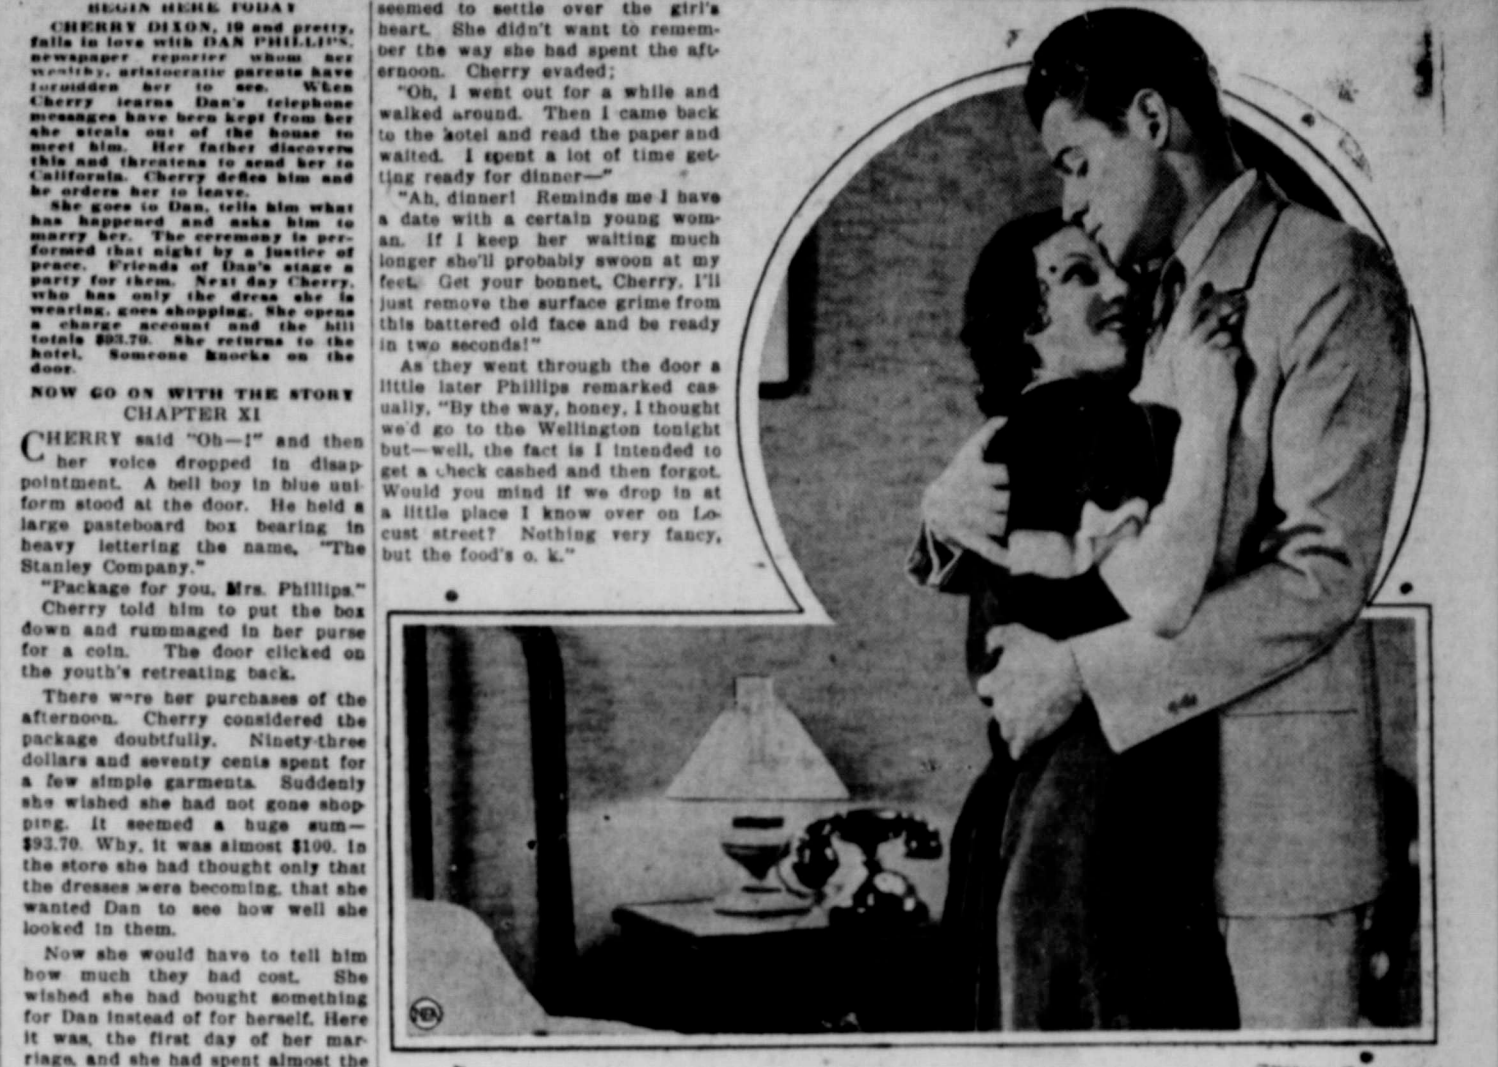 BEGIN HERE TODAY
CHERRY DIXON, 19 and pretty,
falls in love with DAN PHILLIPS,
newspaper reporter whom her
wealthy, aristocratic parents have
forbidden her to see. When
Cherry learns Dan's telephone
messages have been kept from her
she steals out of the house to
meet him. Her father discovers
this and threatens to send her to
California. Cherry defies him and
he orders her to leave.
She goes to Dan, tells him what
has happened and asks him to
marry her. The ceremony is per-
formed that night by a justice of
peace. Friends of Dan's stage a
party for them. Next day Cherry,
who has only the dress she is
wearing, goes shopping. She opens
a charge account and the bill
totals $93.70. She returns to the
hotel. Someone knocks on the
door.
NOW GO ON WITH THE STORY
CHAPTER XI
CHERRY said "Oh—!" and then
her voice dropped in disap-
pointment. A bell boy in blue uni-
form stood at the door. He held a
large pasteboard box bearing in
heavy lettering the name, "The
Stanley Company."
"Package for you, Mrs. Phillips."
Cherry told him to put the box
down and rummaged in her purse
for a coin. The door clicked on
the youth's retreating back.
There were her purchases of the
afternoon. Cherry considered the
package doubtfully. Ninety-three
dollars and seventy cents spent for
a few simple garments. Suddenly
she wished she had not gone shop-
ping. It seemed a huge sum—
$93.70. Why, it was almost $100. In
the store she had thought only that
the dresses were becoming, that she
wanted Dan to see how well she
looked in them.
Now she would have to tell him
how much they had cost. She
wished she had bought something
for Dan instead of for herself. Here
it was, the first day of her mar-
riage, and she had spent almost the
seemed to settle over the girl's
heart. She didn't want to remem-
ber the way she had spent the aft-
ernoon. Cherry evaded;
"Oh, I went out for a while and
walked around. Then I came back
to the hotel and read the paper and
waited. I spent a lot of time get-
ting ready for dinner—"
"Ah, dinner! Reminds me I have
a date with a certain young wom-
an. If I keep her waiting much
longer she'll probably swoon at my
feet. Get your bonnet, Cherry. I'll
just remove the surface grime from
this battered old face and be ready
in two seconds!"
As they went through the door a
little later Phillips remarked cas-
ually, "By the way, honey, I thought
we'd go to the Wellington tonight
but—well, the fact is I intended to
get a check cashed and then forgot.
Would you mind if we drop in at
a little place I know over on Lo-
cust street? Nothing very fancy,
but the food's o. k."
NEA